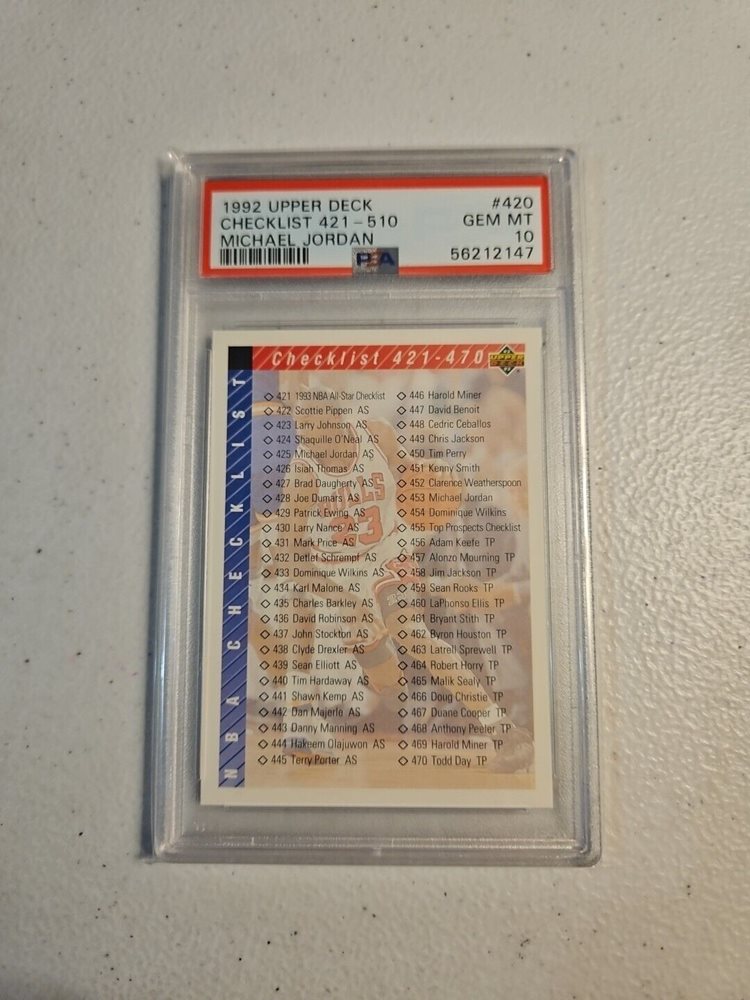 1992 UPPER DECK #420
CHECKLIST 421-510 GEM MT
MICHAEL JORDAN 10
PSA 56212147
Checklist 421-470 UPPER DECK
NBA CHECKLIST
421 1993 NBA All-Star Checklist
422 Scottie Pippen AS
423 Larry Johnson AS
424 Shaquille O'Neal AS
425 Michael Jordan AS
426 Isiah Thomas AS
427 Brad Daugherty AS
428 Joe Dumars AS
429 Patrick Ewing AS
430 Larry Nance AS
431 Mark Price AS
432 Detlef Schrempf AS
433 Dominique Wilkins AS
434 Karl Malone AS
435 Charles Barkley AS
436 David Robinson AS
437 John Stockton AS
438 Clyde Drexler AS
439 Sean Elliott AS
440 Tim Hardaway AS
441 Shawn Kemp AS
442 Dan Majerle AS
443 Danny Manning AS
444 Hakeem Olajuwon AS
445 Terry Porter AS
446 Harold Miner
447 David Benoit
448 Cedric Ceballos
449 Chris Jackson
450 Tim Perry
451 Kenny Smith
452 Clarence Weatherspoon
453 Michael Jordan
454 Dominique Wilkins
455 Top Prospects Checklist
456 Adam Keefe TP
457 Alonzo Mourning TP
458 Jim Jackson TP
459 Sean Rooks TP
460 LaPhonso Ellis TP
461 Bryant Stith TP
462 Byron Houston TP
463 Latrell Sprewell TP
464 Robert Horry TP
465 Malik Sealy TP
466 Doug Christie TP
467 Duane Cooper TP
468 Anthony Peeler TP
469 Harold Miner TP
470 Todd Day TP